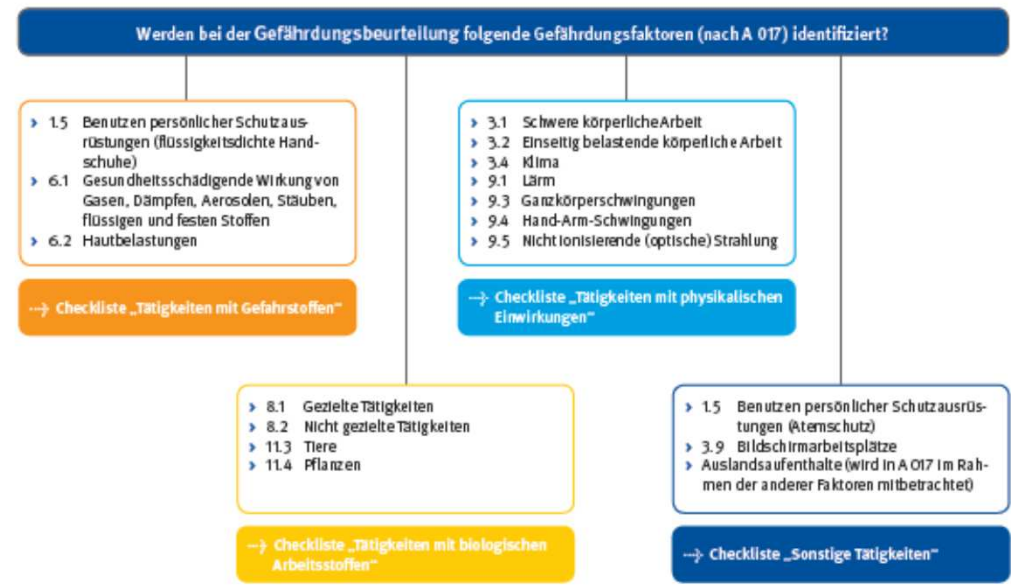 Werden bei der Gefährdungsbeurteilung folgende Gefährdungsfaktoren (nach A 017) identifiziert?
› 1.5 Benutzen persönlicher Schutzaus-
rüstungen (flüssigkeitsdichte Hand-
schuhe)
› 6.1 Gesundheitsschädigende Wirkung von
Gasen, Dämpfen, Aerosolen, Stäuben,
flüssigen und festen Stoffen
› 6.2 Hautbelastungen
Checkliste „Tätigkeiten mit Gefahrstoffen“
› 3.1 Schwere körperliche Arbeit
› 3.2 Einseitig belastende körperliche Arbeit
› 3.4 Klima
› 9.1 Lärm
› 9.3 Ganzkörperschwingungen
› 9.4 Hand-Arm-Schwingungen
› 9.5 Nicht ionisierende (optische) Strahlung
Checkliste „Tätigkeiten mit physikalischen
Einwirkungen“
› 8.1 Gezielte Tätigkeiten
› 8.2 Nicht gezielte Tätigkeiten
› 11.3 Tiere
› 11.4 Pflanzen
Checkliste „Tätigkeiten mit biologischen
Arbeitsstoffen“
› 1.5 Benutzen persönlicher Schutzausrüs-
tungen (Atemschutz)
› 3.9 Bildschirmarbeitsplätze
› Auslandsaufenthalte (wird in A 017 im Rah-
men der anderer Faktoren mitbetrachtet)
Checkliste „Sonstige Tätigkeiten“